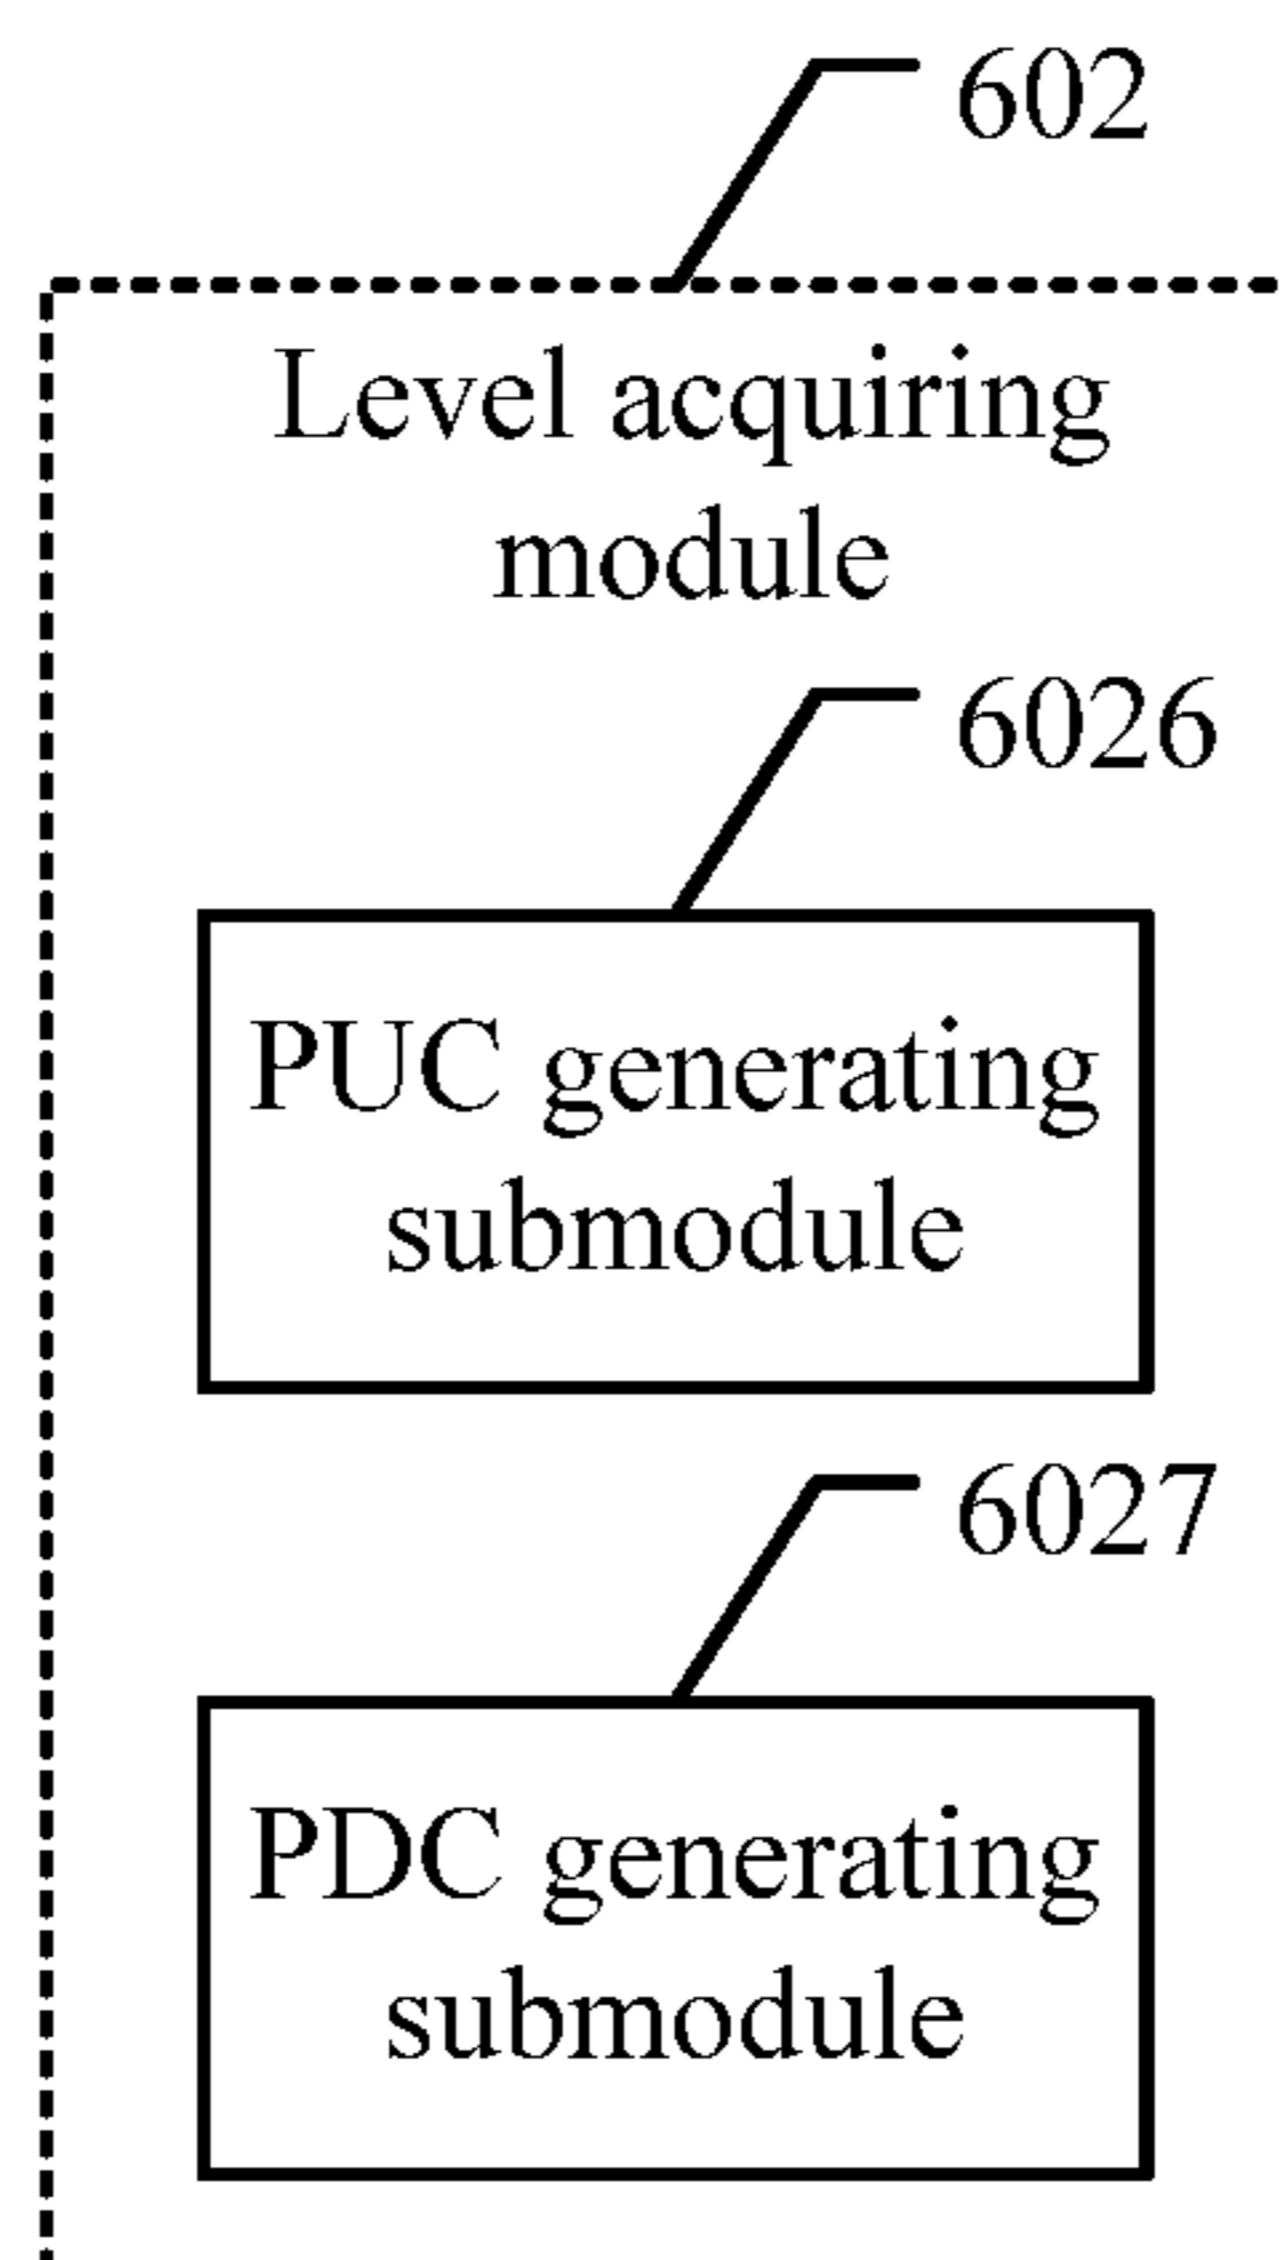 602
Level acquiring
module
6026
PUC generating
submodule
6027
PDC generating
submodule